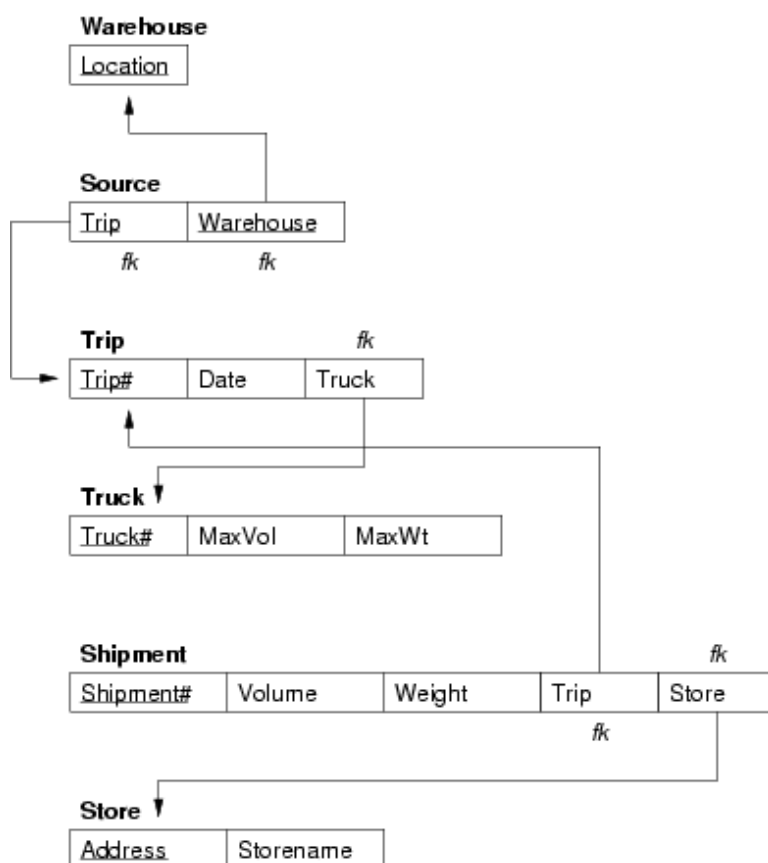 Warehouse
Location
Source
Trip Warehouse
fk fk
Trip fk
Trip# Date Truck
Truck
Truck# MaxVol MaxWt
Shipment fk
Shipment# Volume Weight Trip Store
fk
Store
Address Storename